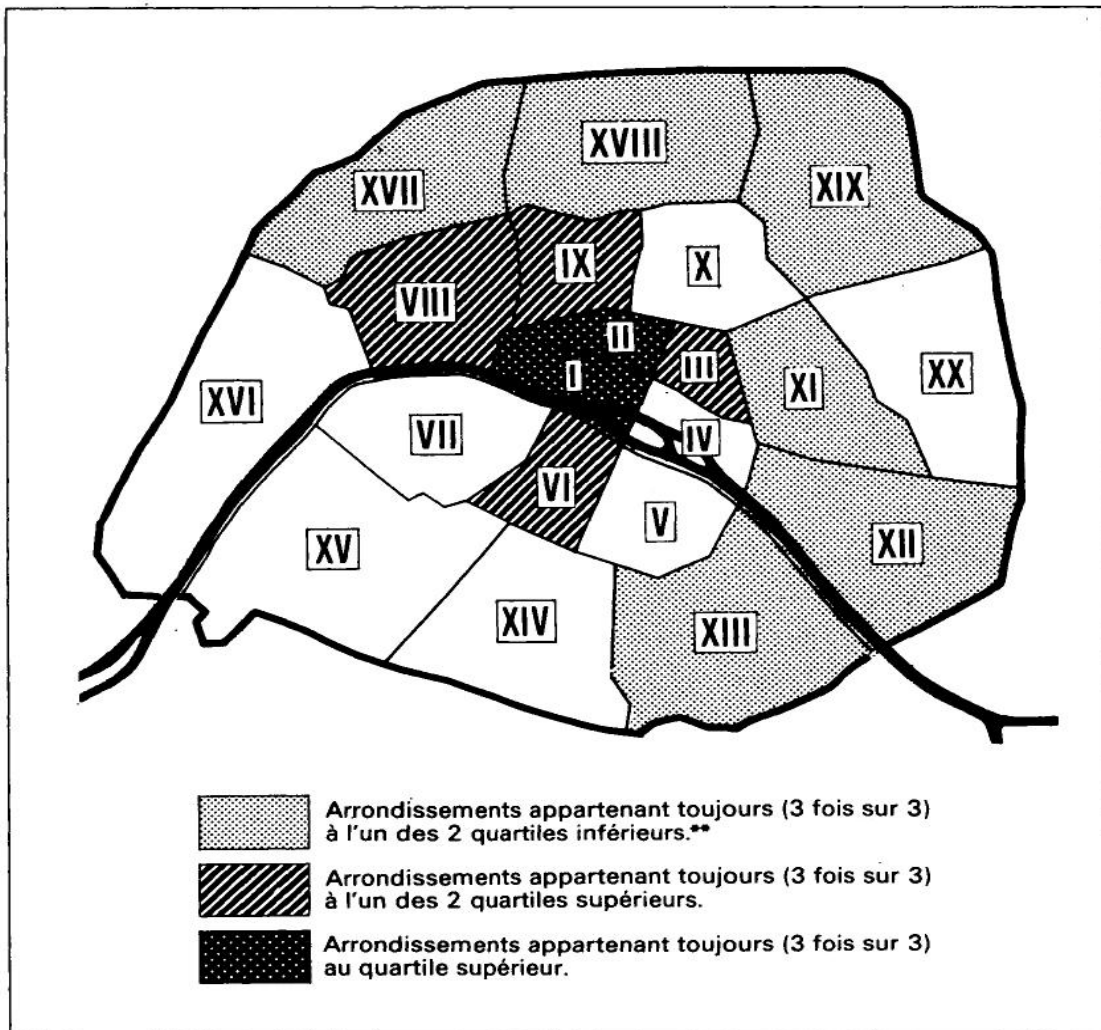 XVIII
XVII
XIX
IX
X
VIII
II
III
I
XI
XX
XVI
VII
IV
VI
V
XV
XII
XIV
XIII
Arrondissements appartenant toujours (3 fois sur 3)
à l'un des 2 quartiles inférieurs.**
Arrondissements appartenant toujours (3 fois sur 3)
à l'un des 2 quartiles supérieurs.
Arrondissements appartenant toujours (3 fois sur 3)
au quartile supérieur.